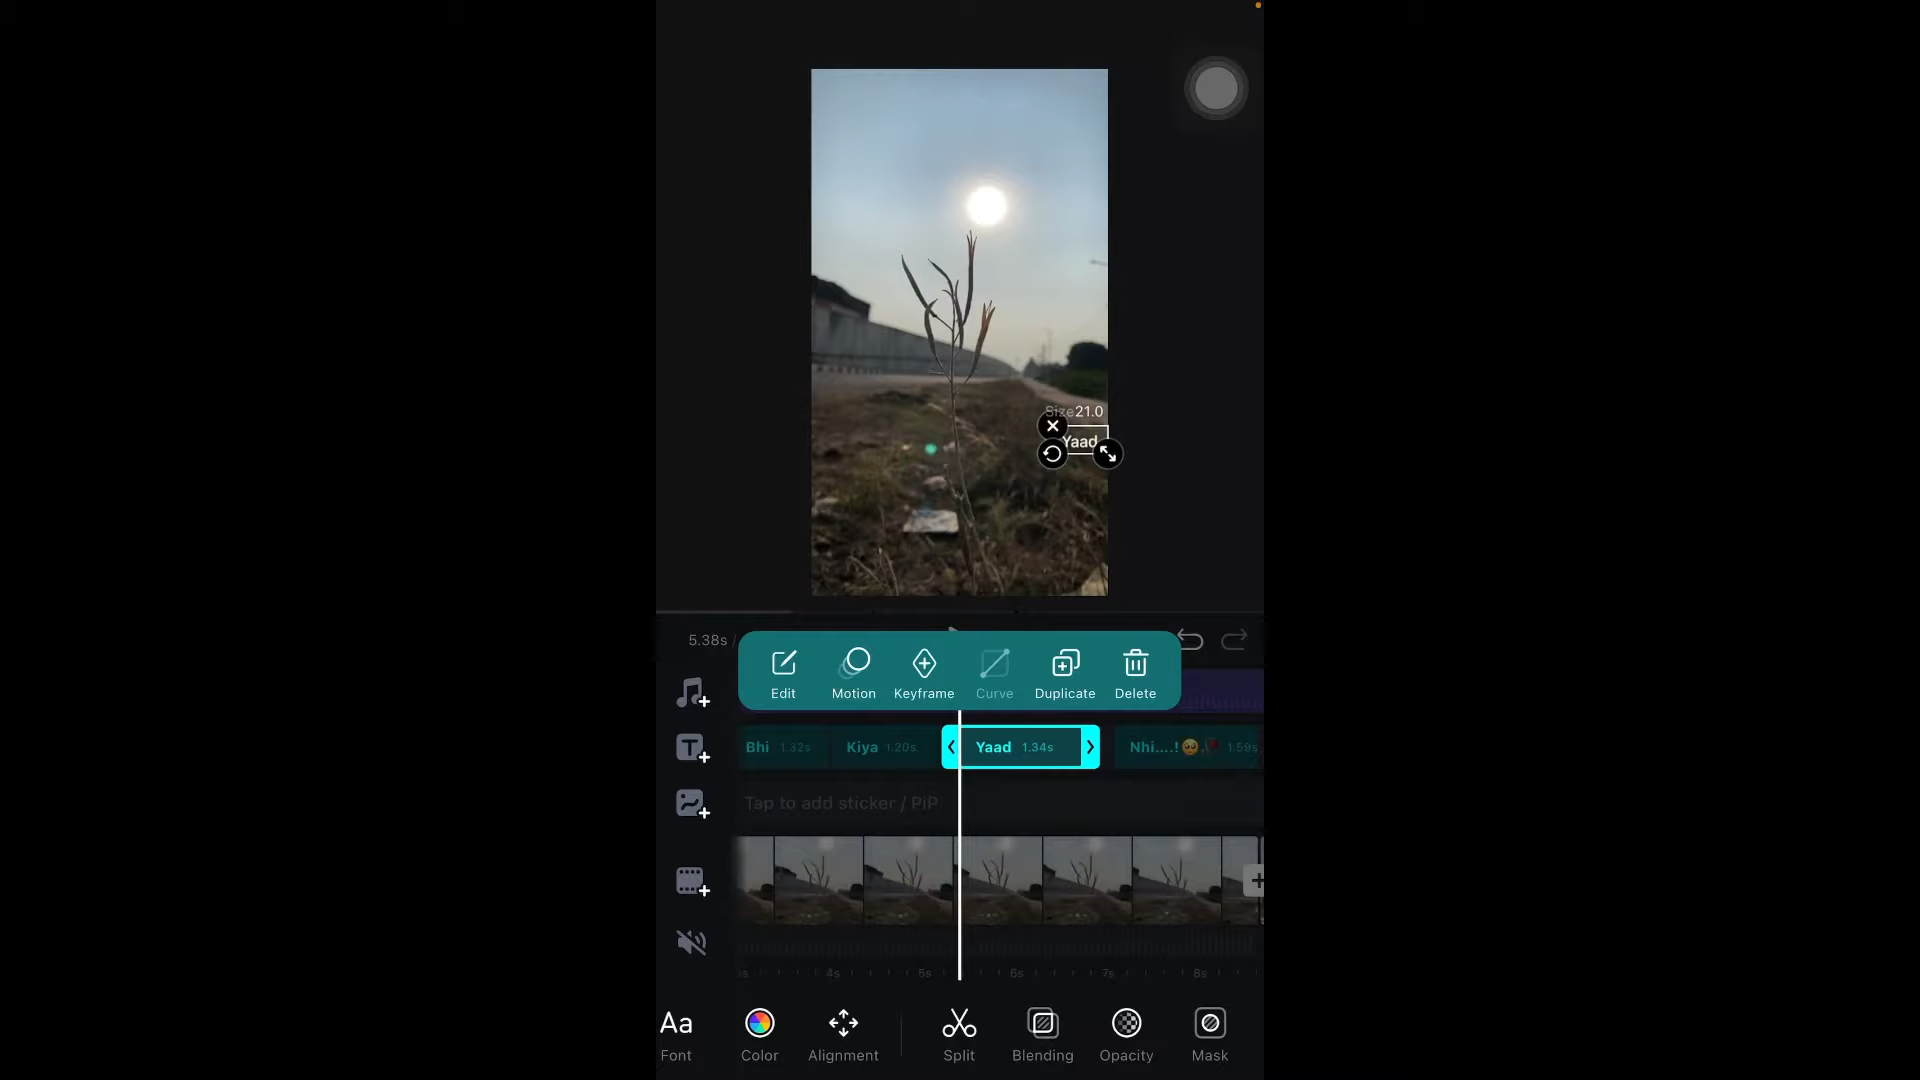 Size21.0
Yaad
5.38s /
Edit Motion Keyframe Curve Duplicate Delete
Bhi 1.32s Kiya 1.20s Yaad 1.34s Nhi....!🥺🥀 1.59s
Tap to add sticker / PiP
4s 5s 6s 7s 8s
Aa
Font Color Alignment Split Blending Opacity Mask